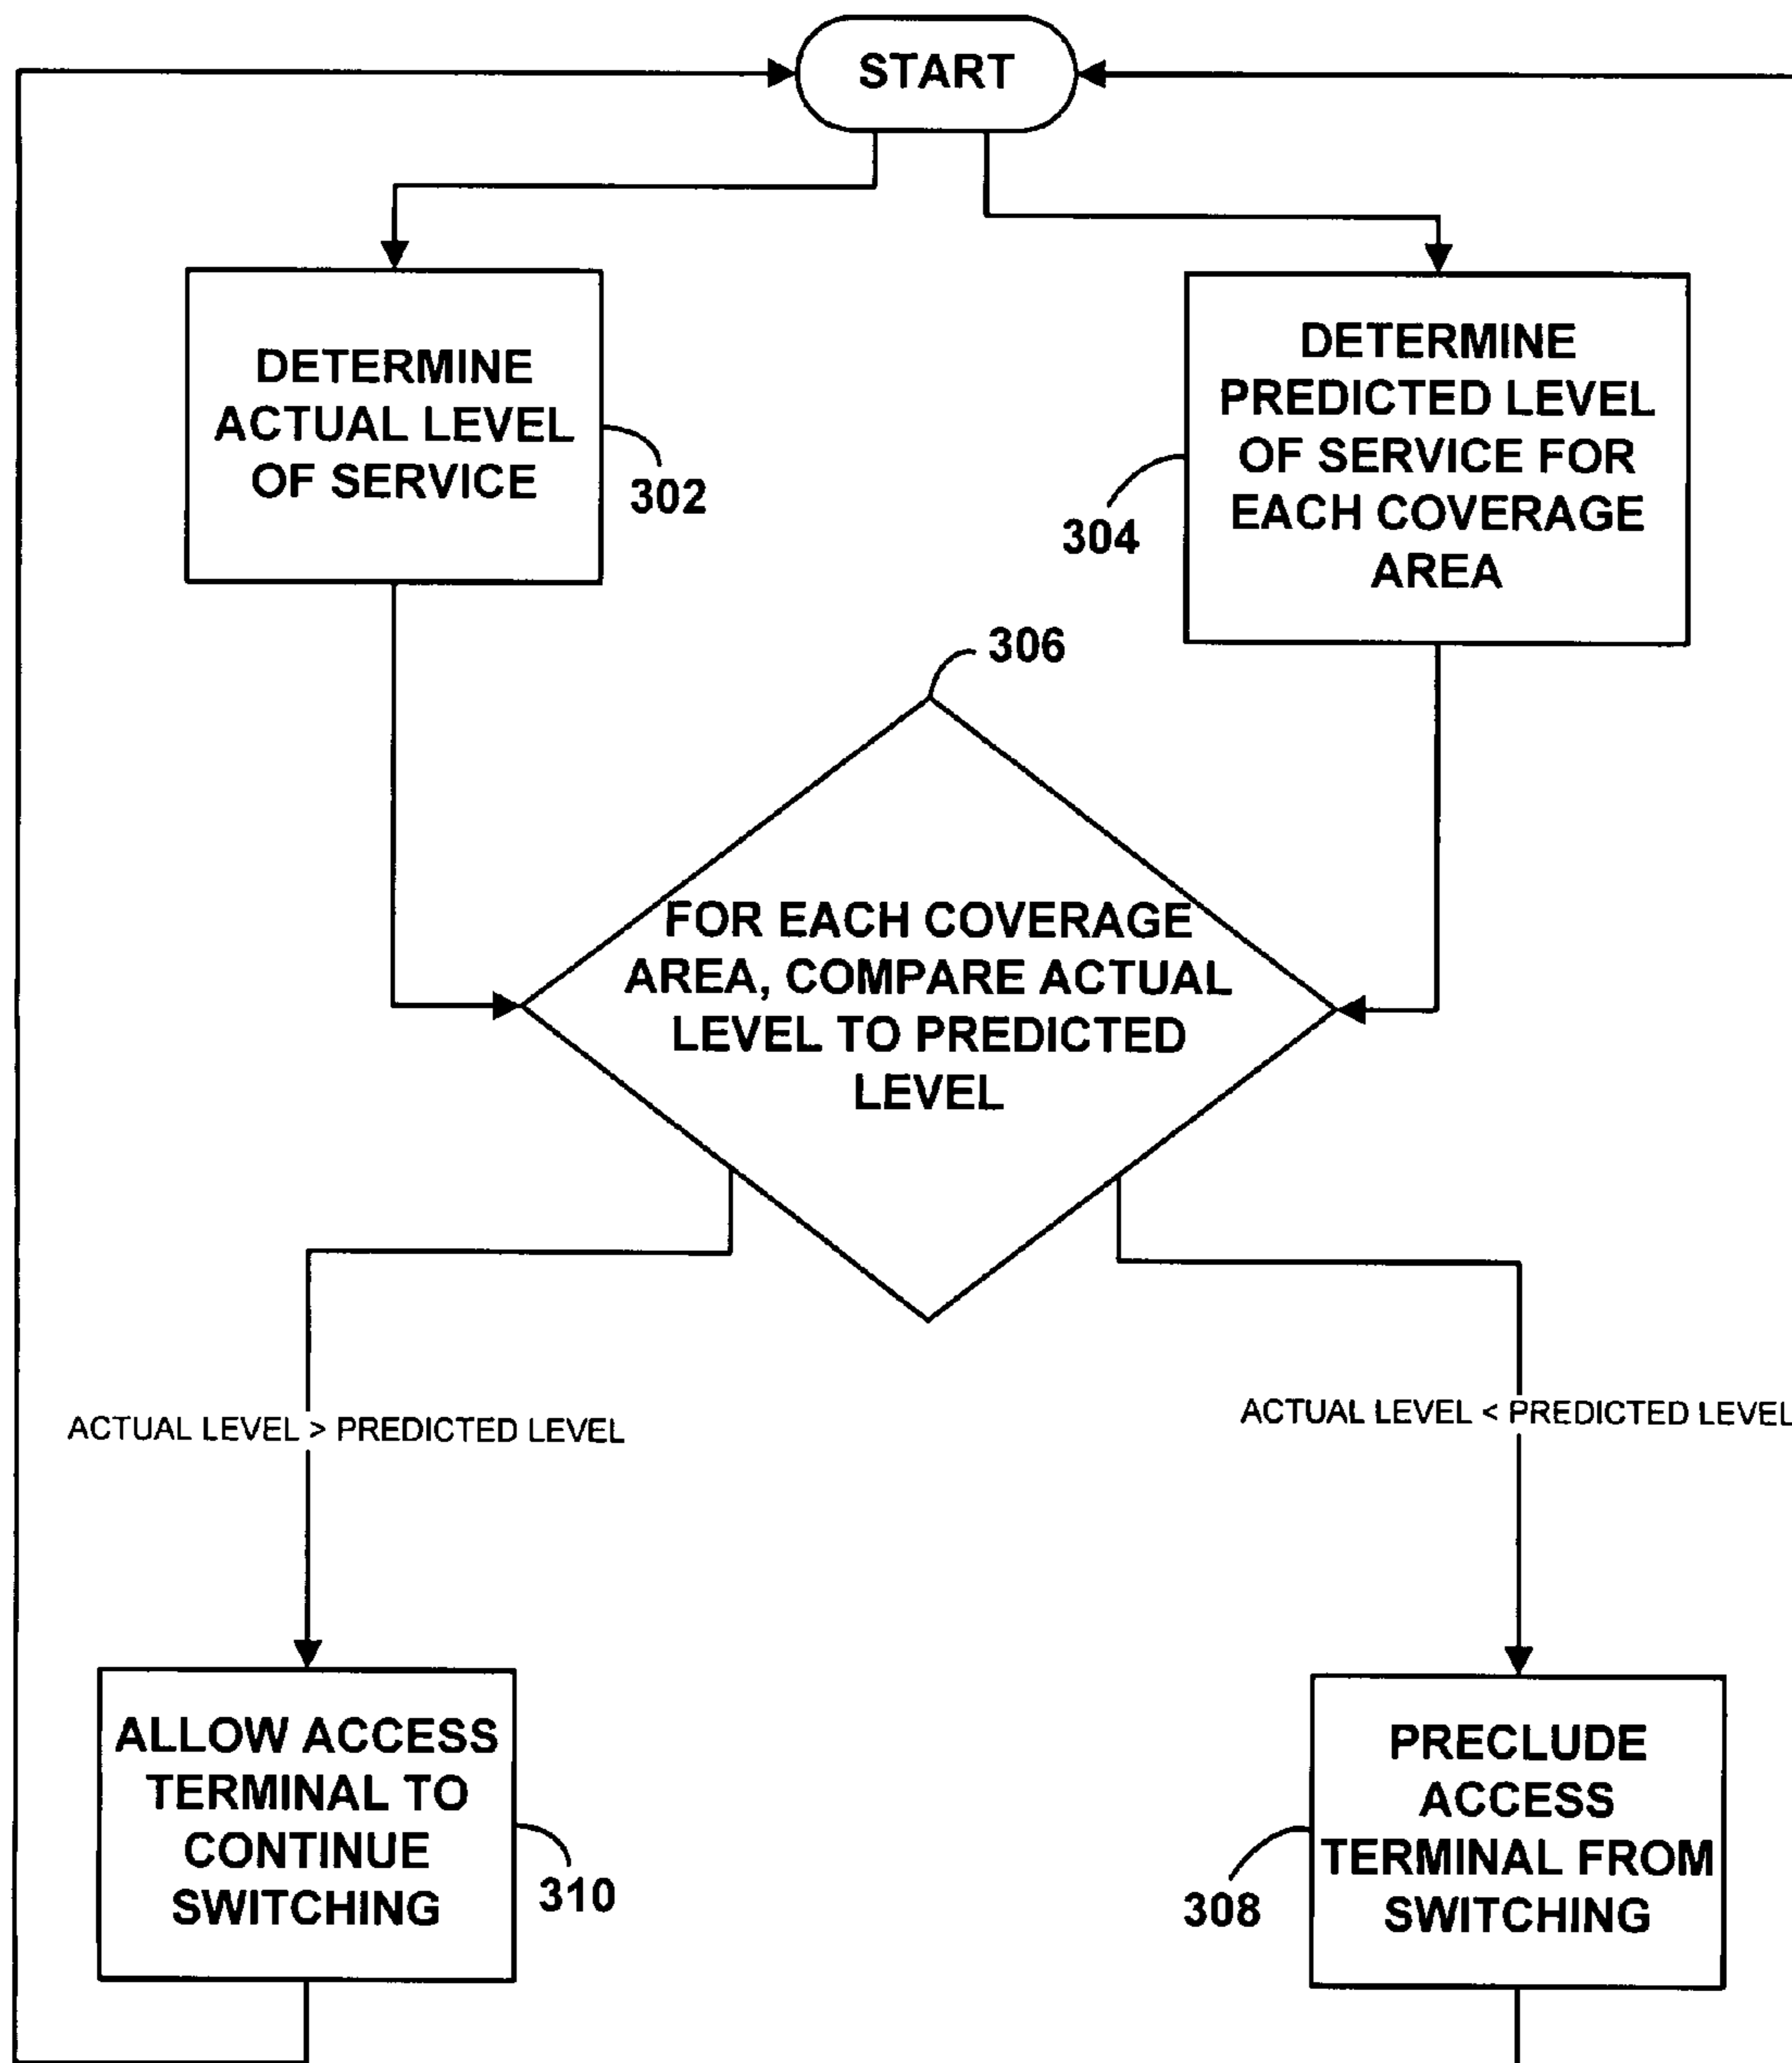 START
DETERMINE
ACTUAL LEVEL
OF SERVICE
302
DETERMINE
PREDICTED LEVEL
OF SERVICE FOR
EACH COVERAGE
AREA
304
306
FOR EACH COVERAGE
AREA, COMPARE ACTUAL
LEVEL TO PREDICTED
LEVEL
ACTUAL LEVEL > PREDICTED LEVEL
ACTUAL LEVEL < PREDICTED LEVEL
ALLOW ACCESS
TERMINAL TO
CONTINUE
SWITCHING
310
PRECLUDE
ACCESS
TERMINAL FROM
SWITCHING
308